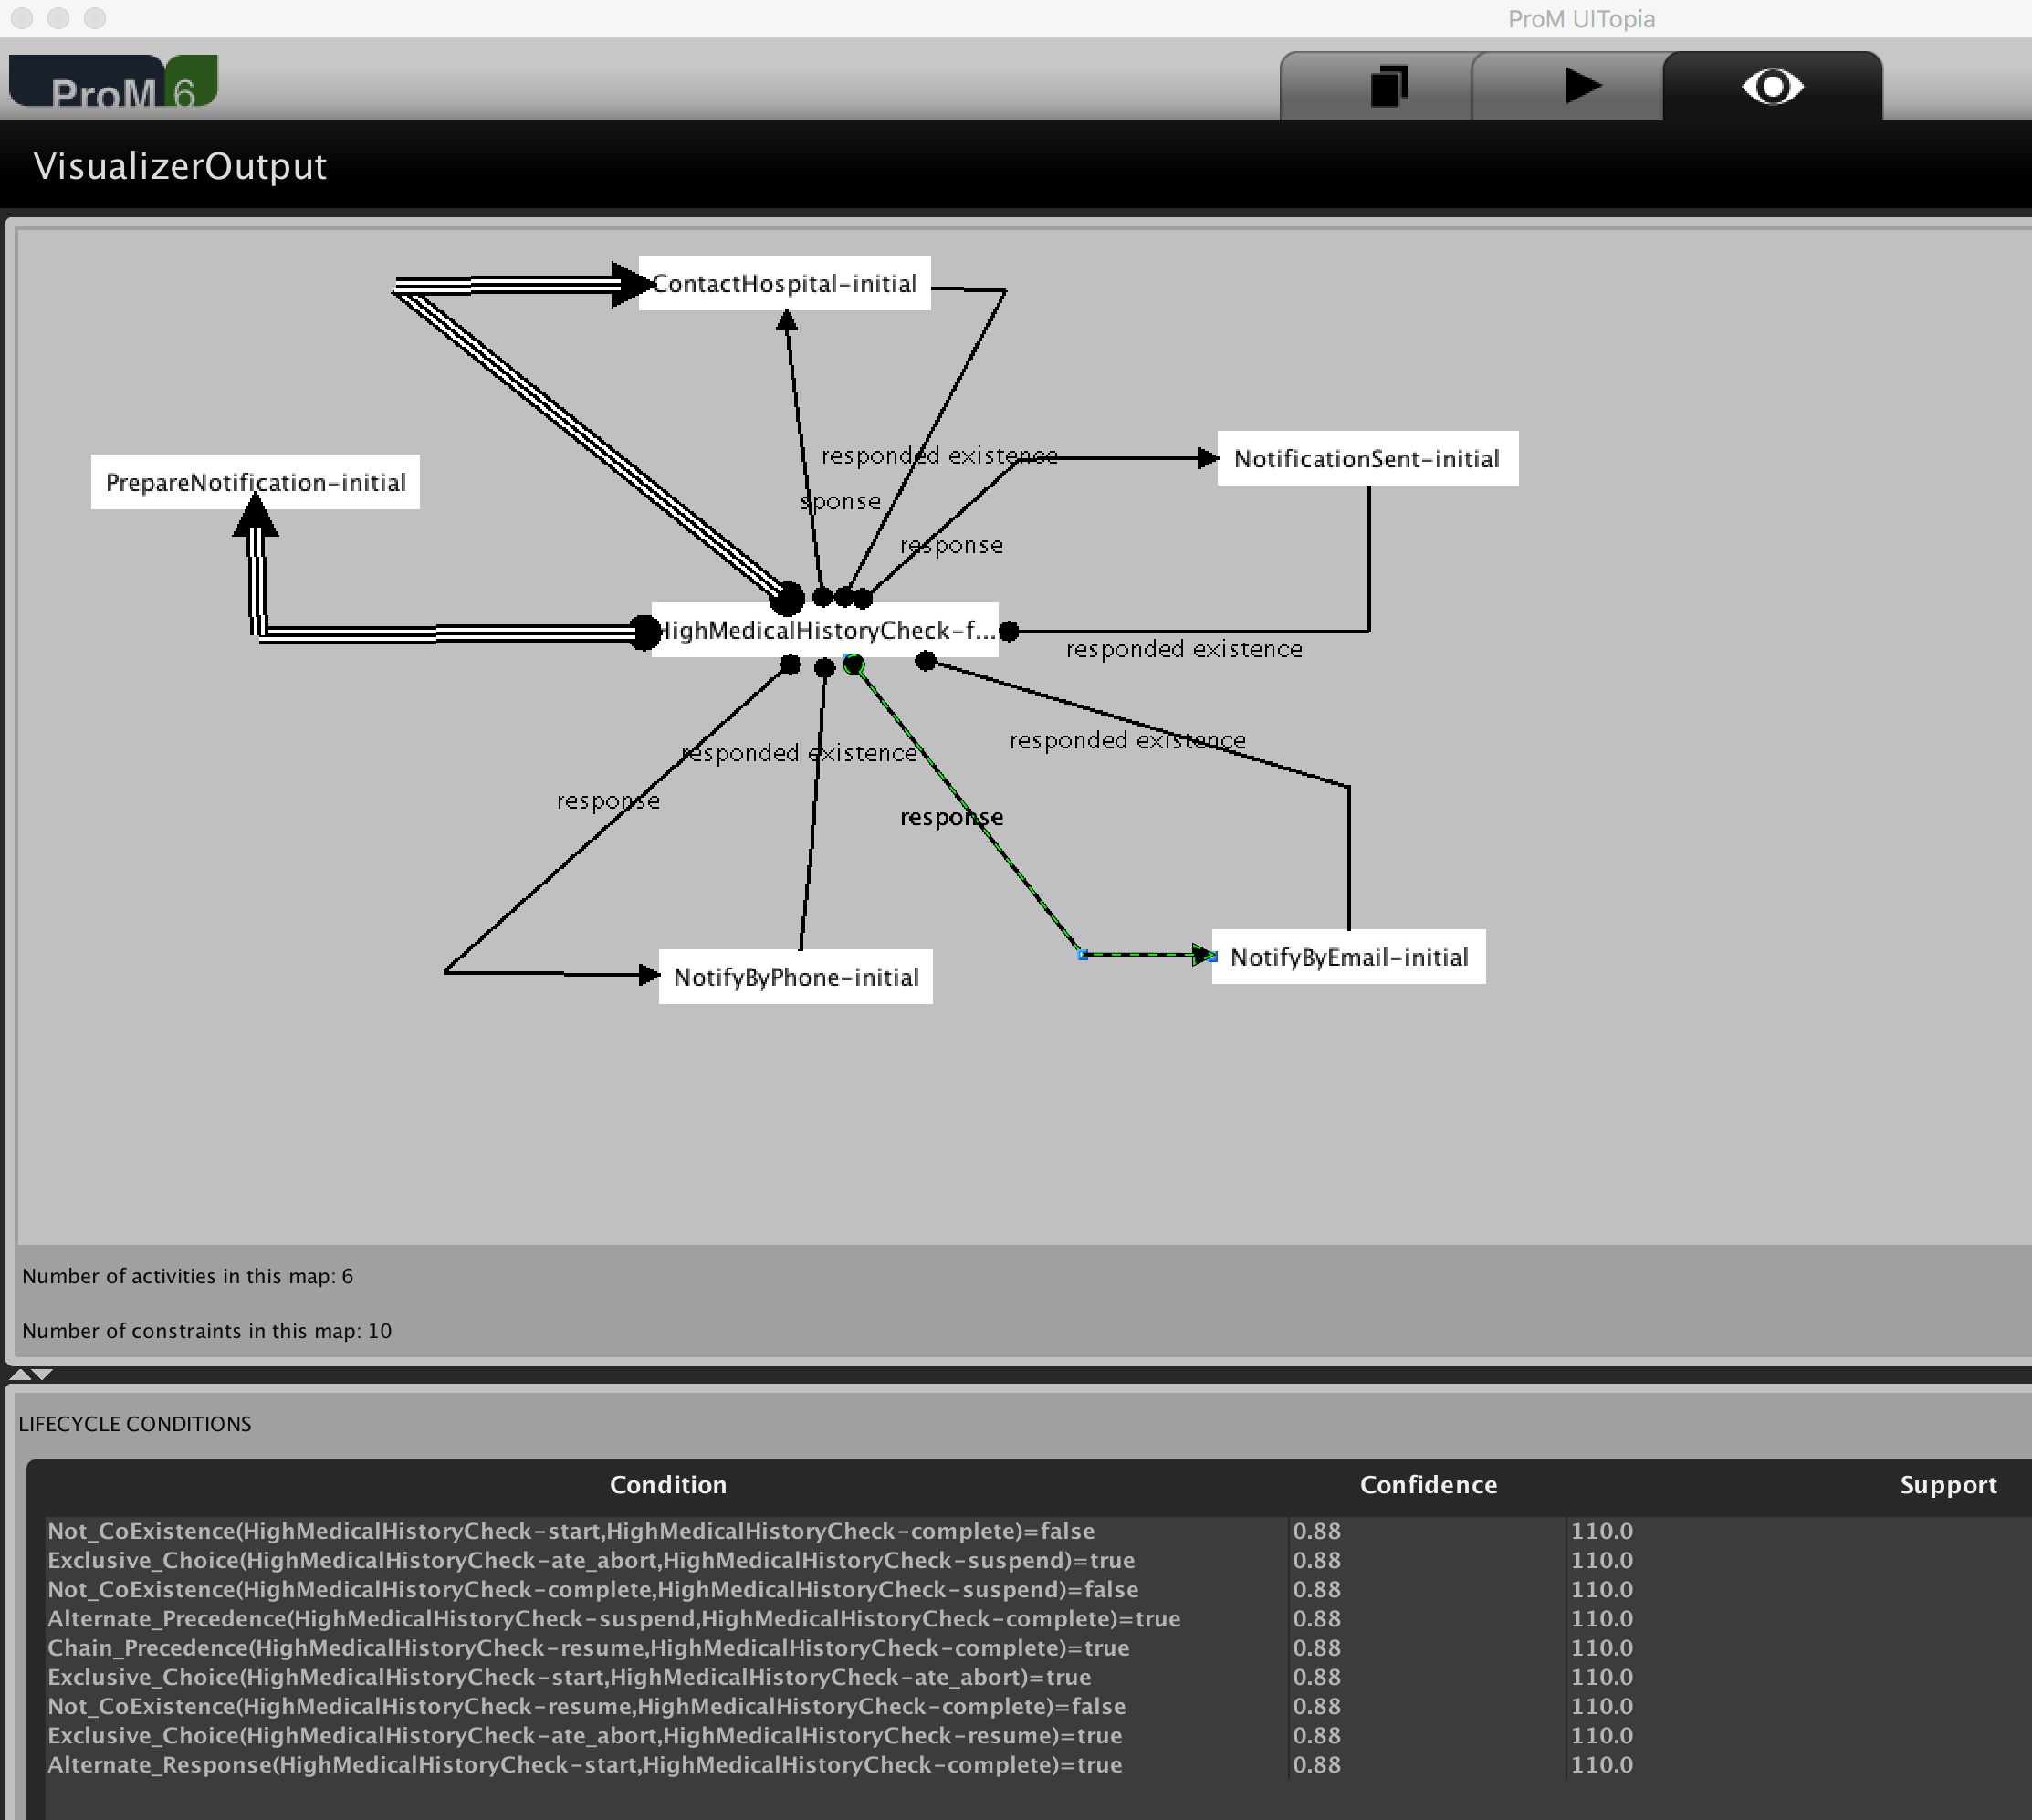 ProM UITopia
ProM 6
VisualizerOutput
ContactHospital-initial
responded existence
NotificationSent-initial
PrepareNotification-initial
sponse
response
HighMedicalHistoryCheck-f...
responded existence
responded existence
responded existence
response
response
NotifyByEmail-initial
NotifyByPhone-initial
Number of activities in this map: 6
Number of constraints in this map: 10
LIFECYCLE CONDITIONS
Condition Confidence Support
Not_CoExistence(HighMedicalHistoryCheck-start,HighMedicalHistoryCheck-complete)=false 0.88 110.0
Exclusive_Choice(HighMedicalHistoryCheck-ate_abort,HighMedicalHistoryCheck-suspend)=true 0.88 110.0
Not_CoExistence(HighMedicalHistoryCheck-complete,HighMedicalHistoryCheck-suspend)=false 0.88 110.0
Alternate_Precedence(HighMedicalHistoryCheck-suspend,HighMedicalHistoryCheck-complete)=true 0.88 110.0
Chain_Precedence(HighMedicalHistoryCheck-resume,HighMedicalHistoryCheck-complete)=true 0.88 110.0
Exclusive_Choice(HighMedicalHistoryCheck-start,HighMedicalHistoryCheck-ate_abort)=true 0.88 110.0
Not_CoExistence(HighMedicalHistoryCheck-resume,HighMedicalHistoryCheck-complete)=false 0.88 110.0
Exclusive_Choice(HighMedicalHistoryCheck-ate_abort,HighMedicalHistoryCheck-resume)=true 0.88 110.0
Alternate_Response(HighMedicalHistoryCheck-start,HighMedicalHistoryCheck-complete)=true 0.88 110.0